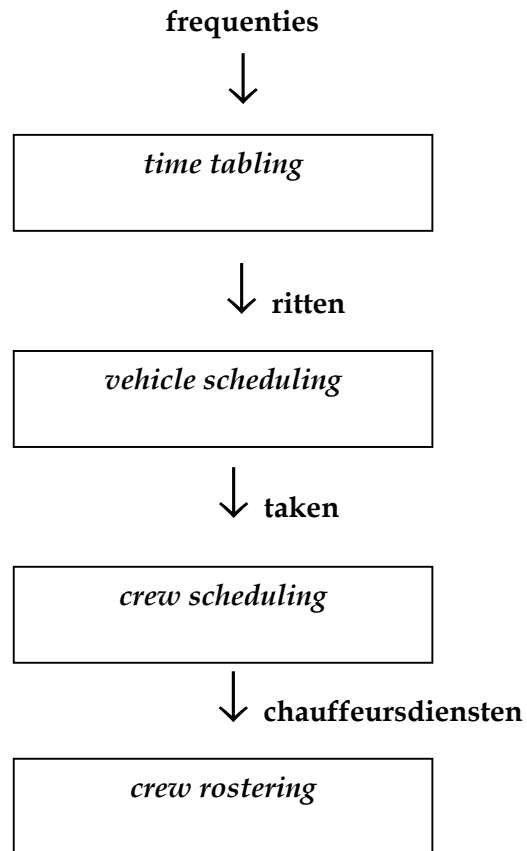 frequenties
time tabling
ritten
vehicle scheduling
taken
crew scheduling
chauffeursdiensten
crew rostering